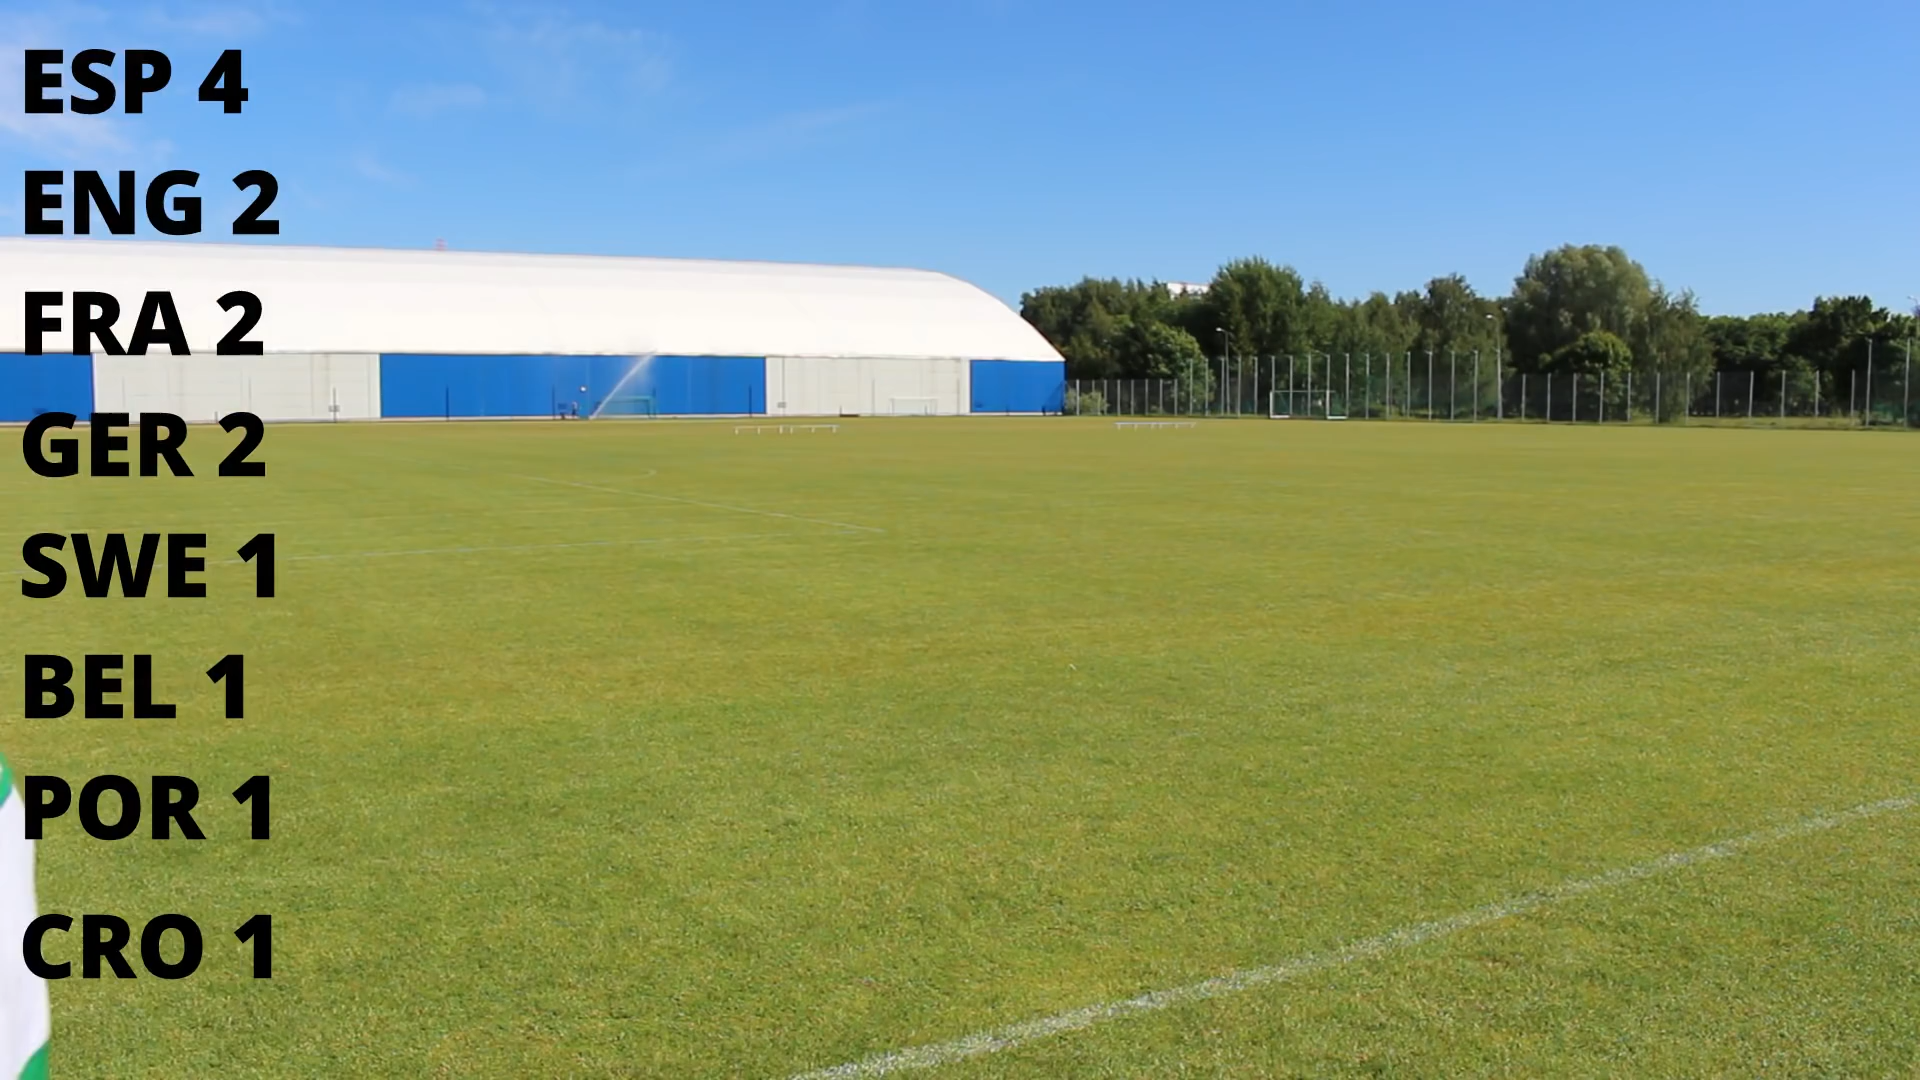 ESP 4
ENG 2
FRA 2
GER 2
SWE 1
BEL 1
POR 1
CRO 1